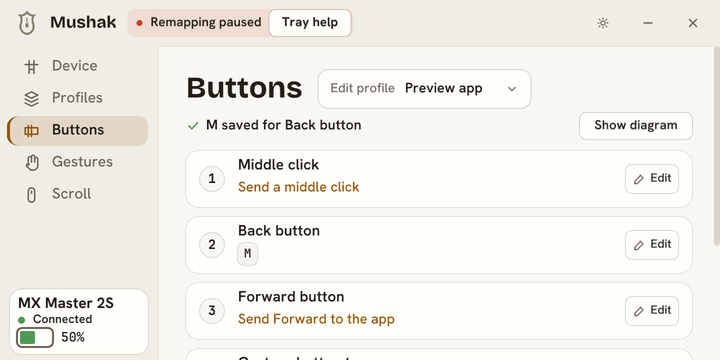 Mushak
Remapping paused
Tray help
Device
Profiles
Buttons
Gestures
Scroll
MX Master 2S
Connected
50%
Buttons
Edit profile Preview app
M saved for Back button
Show diagram
1
Middle click
Send a middle click
Edit
2
Back button
M
Edit
3
Forward button
Send Forward to the app
Edit